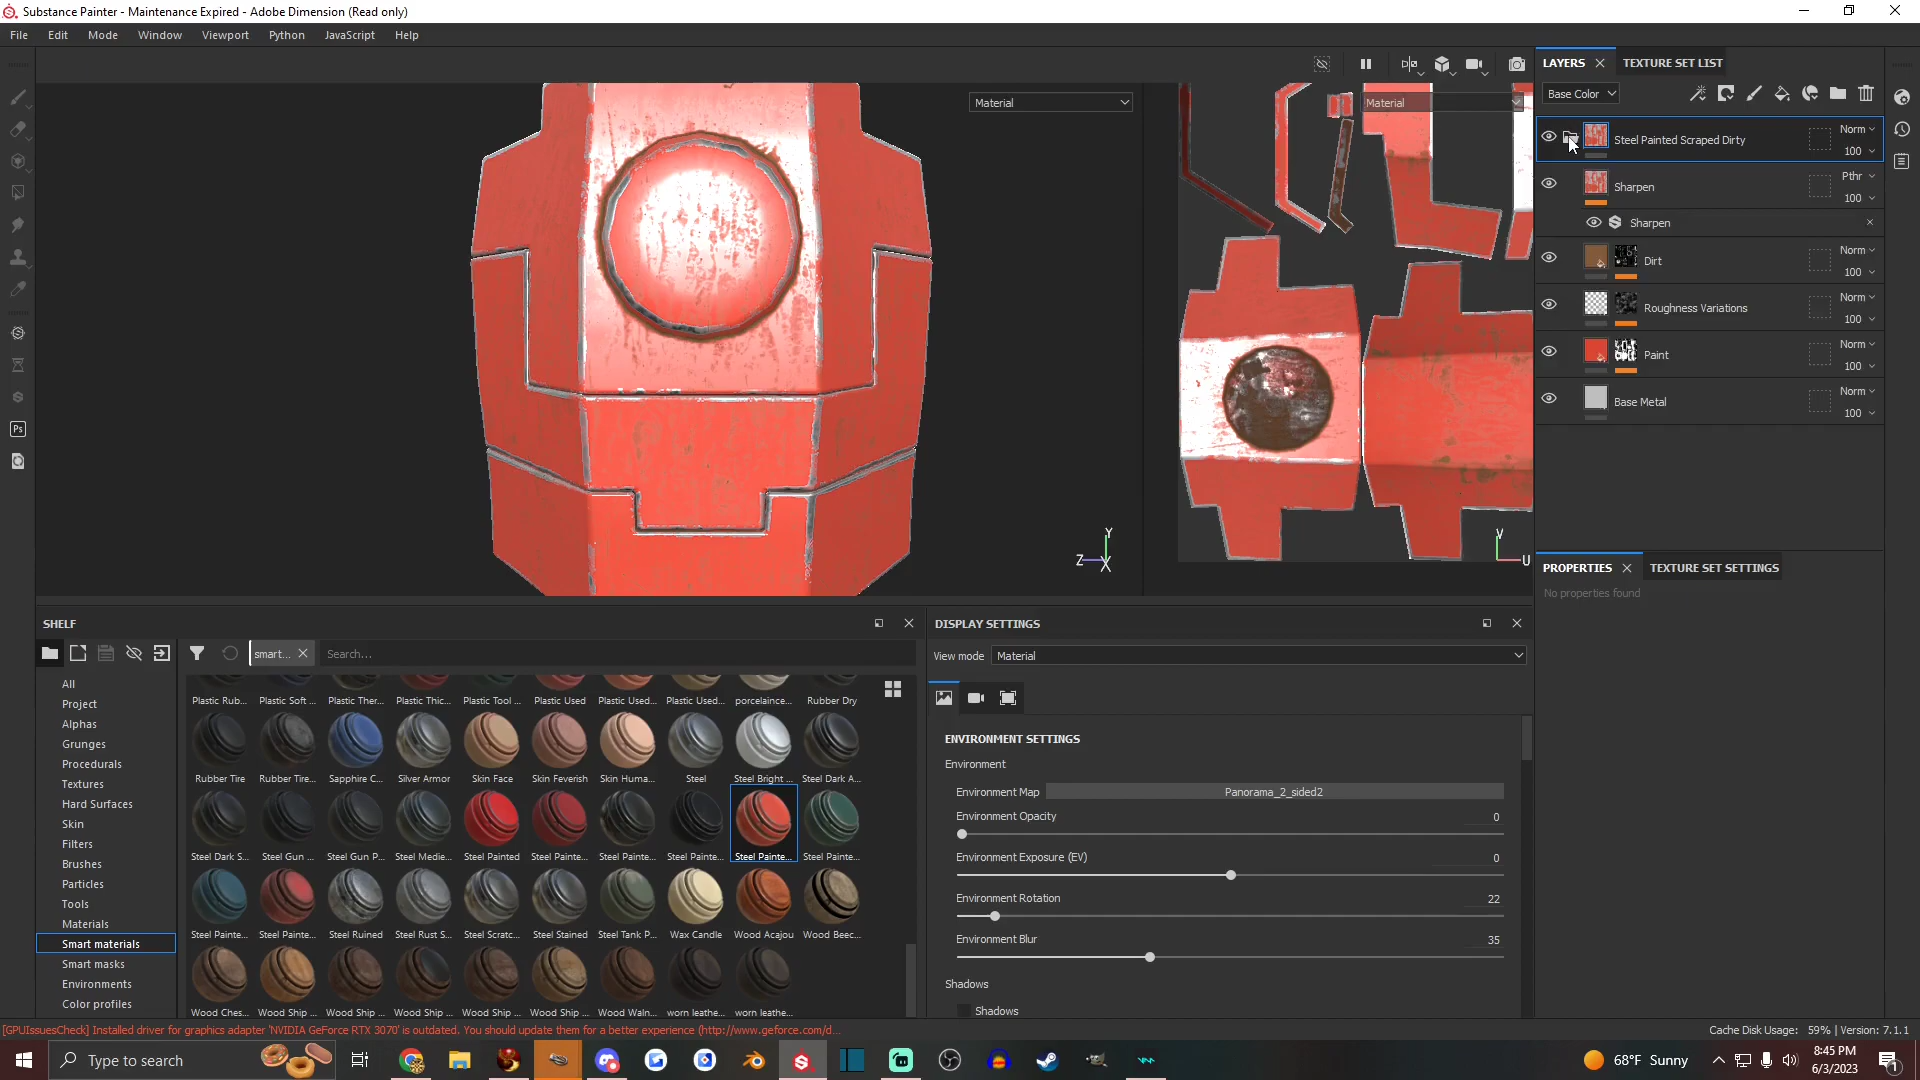 Substance Painter - Maintenance Expired - Adobe Dimension (Read only)
File Edit Mode Window Viewport Python JavaScript Help
LAYERS TEXTURE SET LIST
Base Color
Material
Material
Steel Painted Scraped Dirty Norm 100
Sharpen Pthr 100
Sharpen
Dirt Norm 100
Roughness Variations Norm 100
Paint Norm 100
Base Metal Norm 100
Y
Z X
V
U
PROPERTIES TEXTURE SET SETTINGS
No properties found
SHELF
smart... Search...
All
Project
Alphas
Grunges
Procedurals
Textures
Hard Surfaces
Skin
Filters
Brushes
Particles
Tools
Materials
Smart materials
Smart masks
Environments
Color profiles
Plastic Rub... Plastic Soft ... Plastic Ther... Plastic Thic... Plastic Tool ... Plastic Used Plastic Used... Plastic Used... porcelaince... Rubber Dry
Rubber Tire Rubber Tire... Sapphire C... Silver Armor Skin Face Skin Feverish Skin Huma... Steel Steel Bright ... Steel Dark A...
Steel Dark S... Steel Gun ... Steel Gun P... Steel Medie... Steel Painted Steel Painte... Steel Painte... Steel Painte... Steel Painte... Steel Painte...
Steel Painte... Steel Painte... Steel Ruined Steel Rust S... Steel Scratc... Steel Stained Steel Tank P... Wax Candle Wood Acajou Wood Beec...
Wood Ches... Wood Ship ... Wood Ship ... Wood Ship ... Wood Ship ... Wood Ship ... Wood Waln... worn leathe... worn leathe...
DISPLAY SETTINGS
View mode Material
ENVIRONMENT SETTINGS
Environment
Environment Map Panorama_2_sided2
Environment Opacity 0
Environment Exposure (EV) 0
Environment Rotation 22
Environment Blur 35
Shadows
Shadows
[GPUIssuesCheck] Installed driver for graphics adapter 'NVIDIA GeForce RTX 3070' is outdated. You should update them for a better experience (http://www.geforce.com/d...
Cache Disk Usage: 59% | Version: 7.1.1
Type here to search
Ps
68°F Sunny
8:45 PM
6/3/2023
1